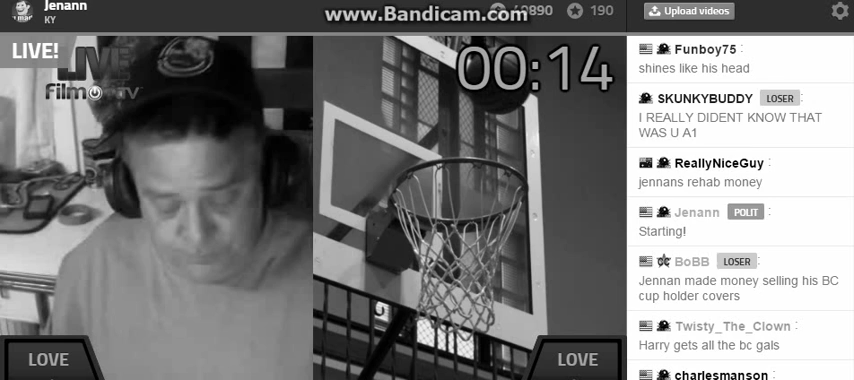 Jenann
KY
www.Bandicam.com
190
Upload videos
LIVE!
LIVE
filmon.tv
00:14
LOVE
LOVE
Funboy75 :
shines like his head
SKUNKYBUDDY LOSER :
I REALLY DIDENT KNOW THAT
WAS U A1
ReallyNiceGuy :
jennans rehab money
Jenann POLIT :
Starting!
BoBB LOSER :
Jennan made money selling his BC
cup holder covers
Twisty_The_Clown :
Harry gets all the bc gals
charlesmanson :